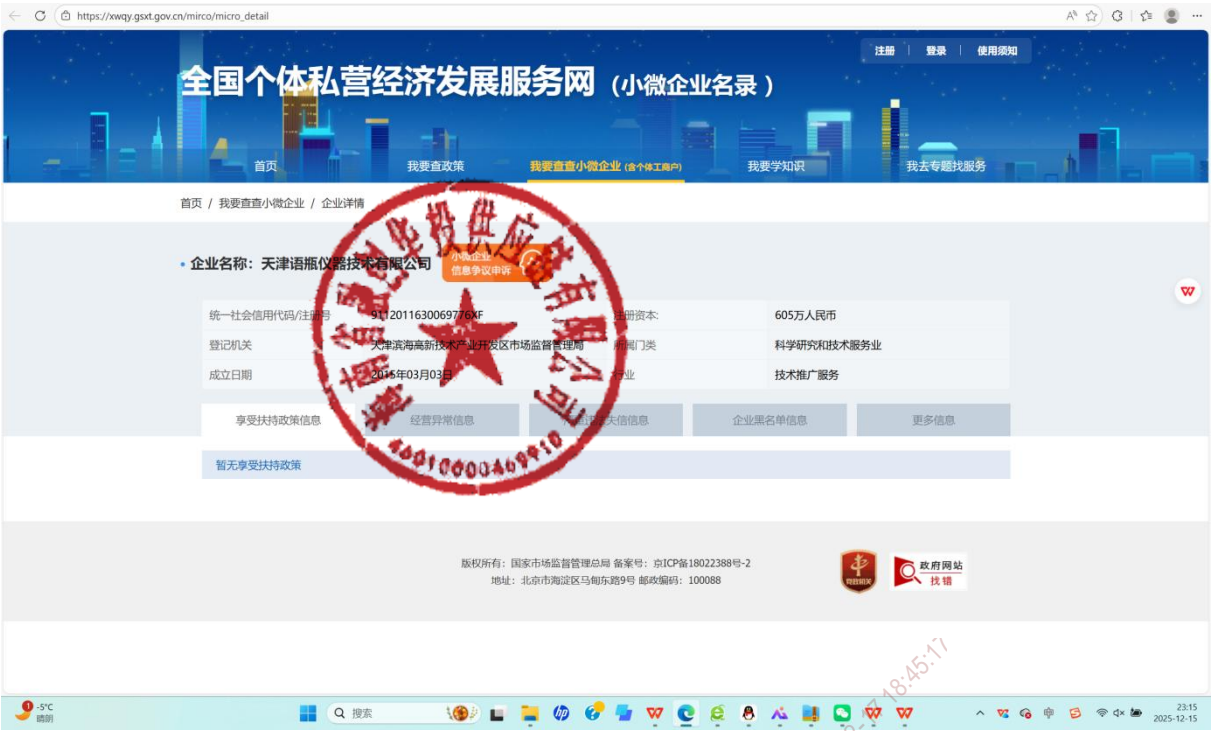 https://xwqy.gsxt.gov.cn/mirco/micro_detail
注册 | 登录 | 使用须知
全国个体私营经济发展服务网（小微企业名录）
首页 我要查政策 我要查查小微企业 (含个体工商户) 我要学知识 我去专题找服务
首页 / 我要查查小微企业 / 企业详情
企业名称：天津语瓶仪器技术有限公司
小微企业
信息争议申诉
统一社会信用代码/注册号 9112011630069776XF 注册资本: 605万人民币
登记机关 天津滨海高新技术产业开发区市场监督管理局 所属门类 科学研究和技术服务业
成立日期 2015年03月03日 行业 技术推广服务
享受扶持政策信息 经营异常信息 失信信息 企业黑名单信息 更多信息
暂无享受扶持政策
4601000046991０
版权所有：国家市场监督管理总局 备案号：京ICP备18022388号-2
地址：北京市海淀区马甸东路9号 邮政编码：100088
党政机关
政府网站
找错
18:45:17
1
-5°C
晴朗
搜索
中
23:15
2025-12-15